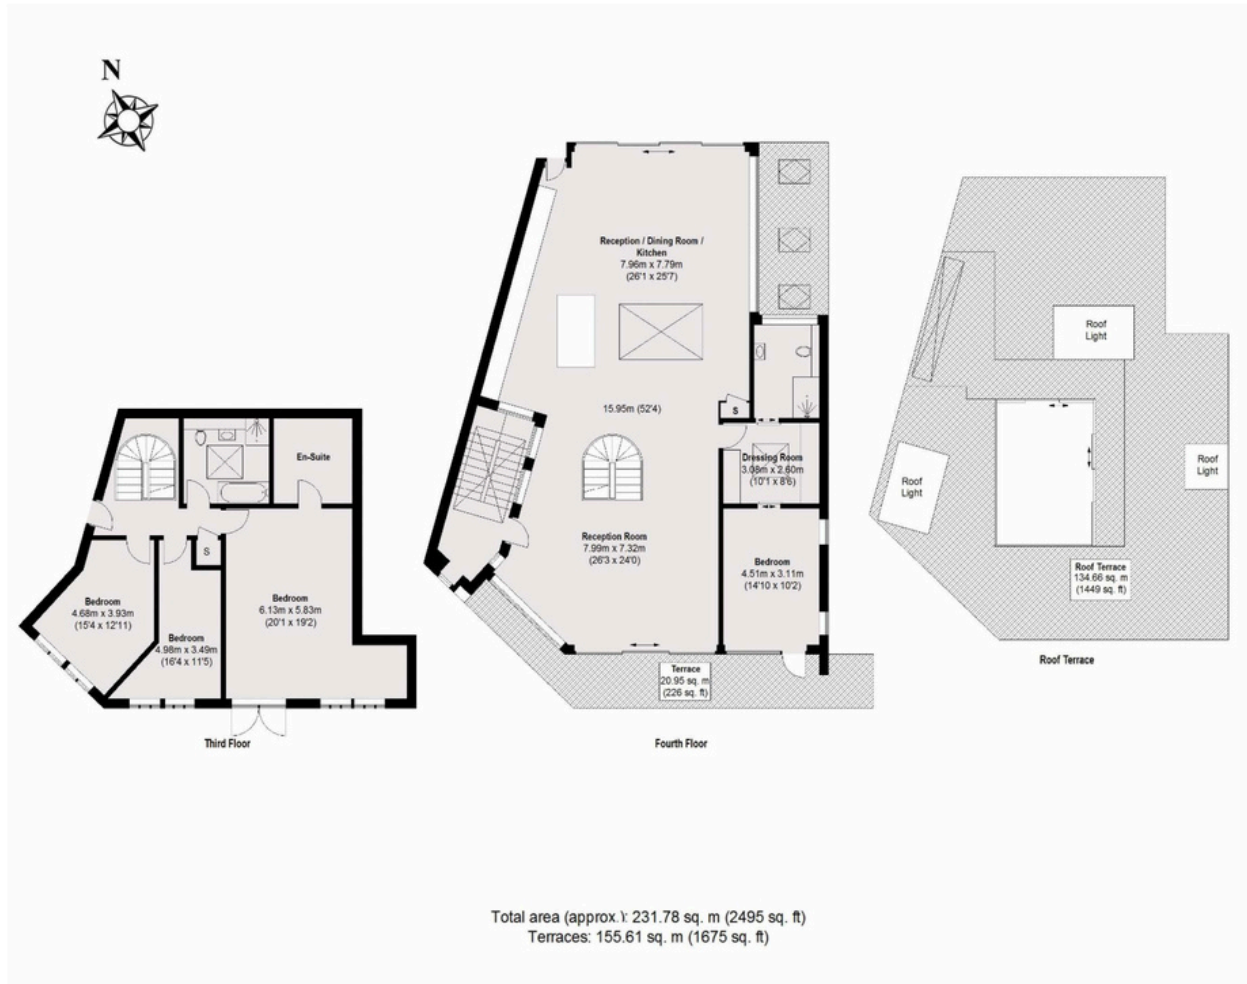 N
En-Suite
S
Bedroom
4.68m x 3.93m
(15'4 x 12'11)
Bedroom
4.98m x 3.49m
(16'4 x 11'5)
Bedroom
6.13m x 5.83m
(20'1 x 19'2)
Third Floor
Reception / Dining Room /
Kitchen
7.96m x 7.79m
(26'1 x 25'7)
15.95m (52'4)
S
Dressing Room
3.08m x 2.60m
(10'1 x 8'6)
Reception Room
7.99m x 7.32m
(26'3 x 24'0)
Bedroom
4.51m x 3.11m
(14'10 x 10'2)
Terrace
20.95 sq. m
(226 sq. ft)
Fourth Floor
Roof
Light
Roof
Light
Roof
Light
Roof Terrace
134.66 sq. m
(1449 sq. ft)
Roof Terrace
Total area (approx.): 231.78 sq. m (2495 sq. ft)
Terraces: 155.61 sq. m (1675 sq. ft)